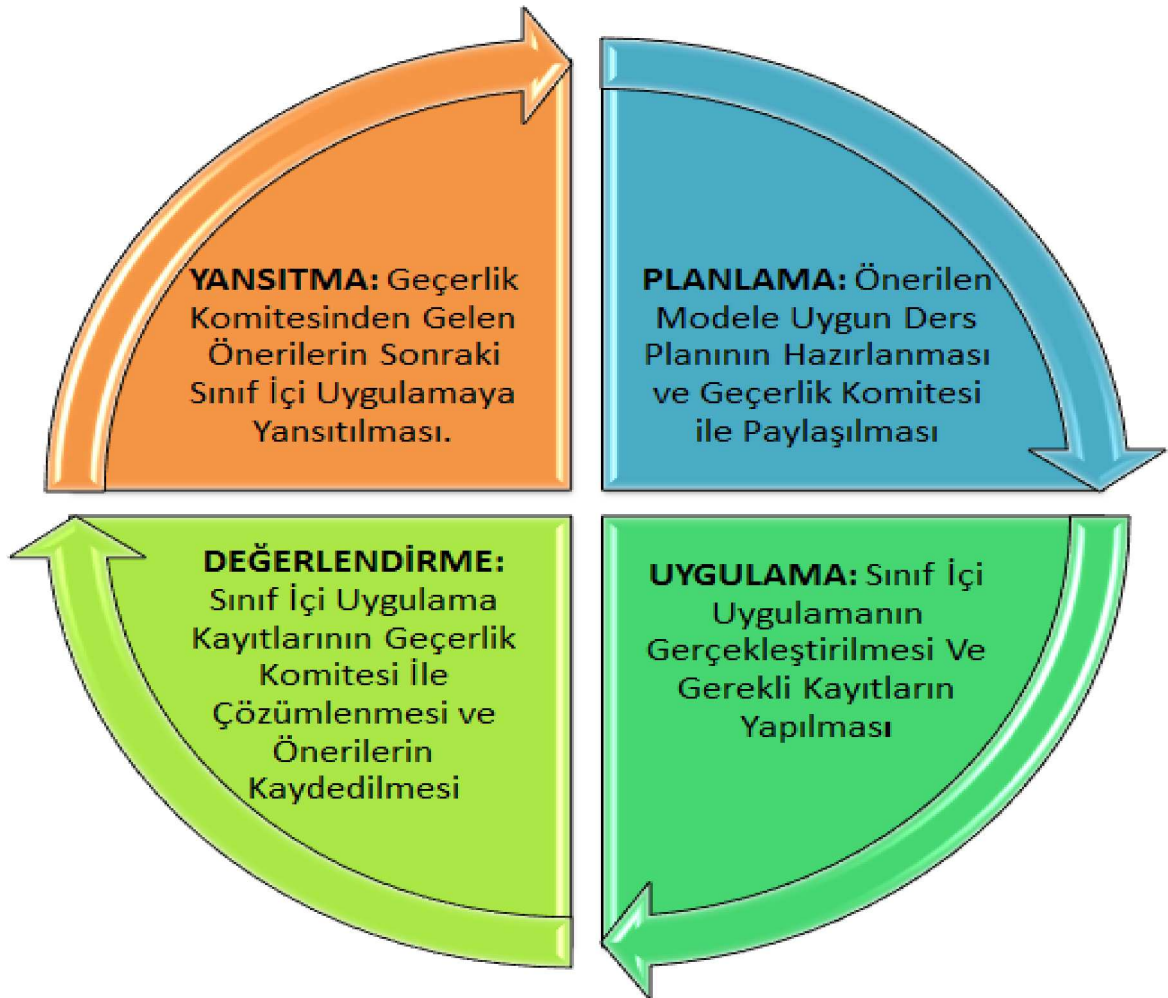 YANSITMA: Geçerlik
Komitesinden Gelen
Önerilerin Sonraki
Sınıf İçi Uygulamaya
Yansıtılması.
PLANLAMA: Önerilen
Modele Uygun Ders
Planının Hazırlanması
ve Geçerlik Komitesi
ile Paylaşılması
DEĞERLENDİRME:
Sınıf İçi Uygulama
Kayıtlarının Geçerlik
Komitesi İle
Çözümlenmesi ve
Önerilerin
Kaydedilmesi
UYGULAMA: Sınıf İçi
Uygulamanın
Gerçekleştirilmesi Ve
Gerekli Kayıtların
Yapılması